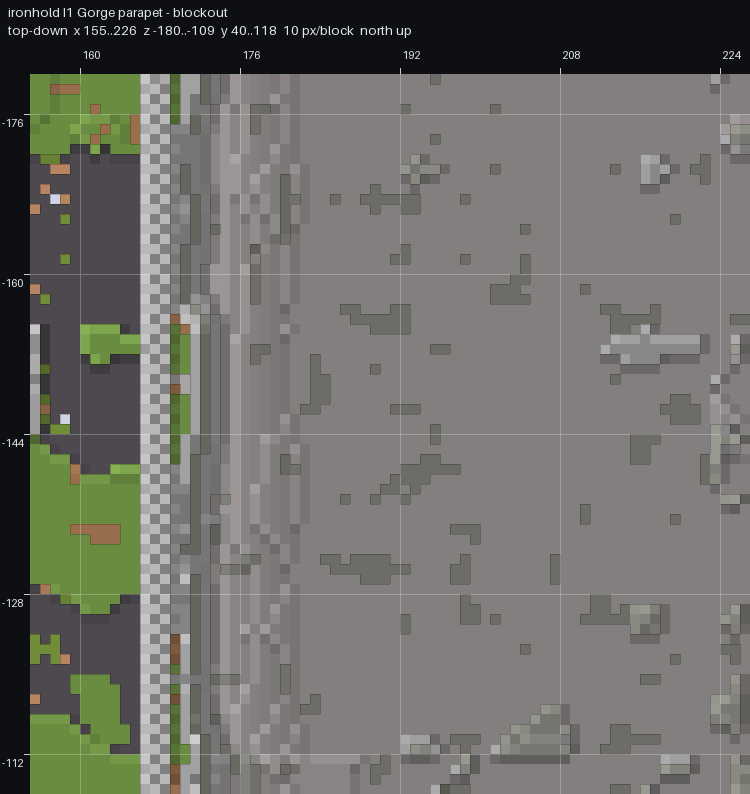 ironhold l1 Gorge parapet - blockout
top-down x 155..226 z -180..-109 y 40..118 10 px/block north up
160 176 192 208 224
-176
-160
-144
-128
-112